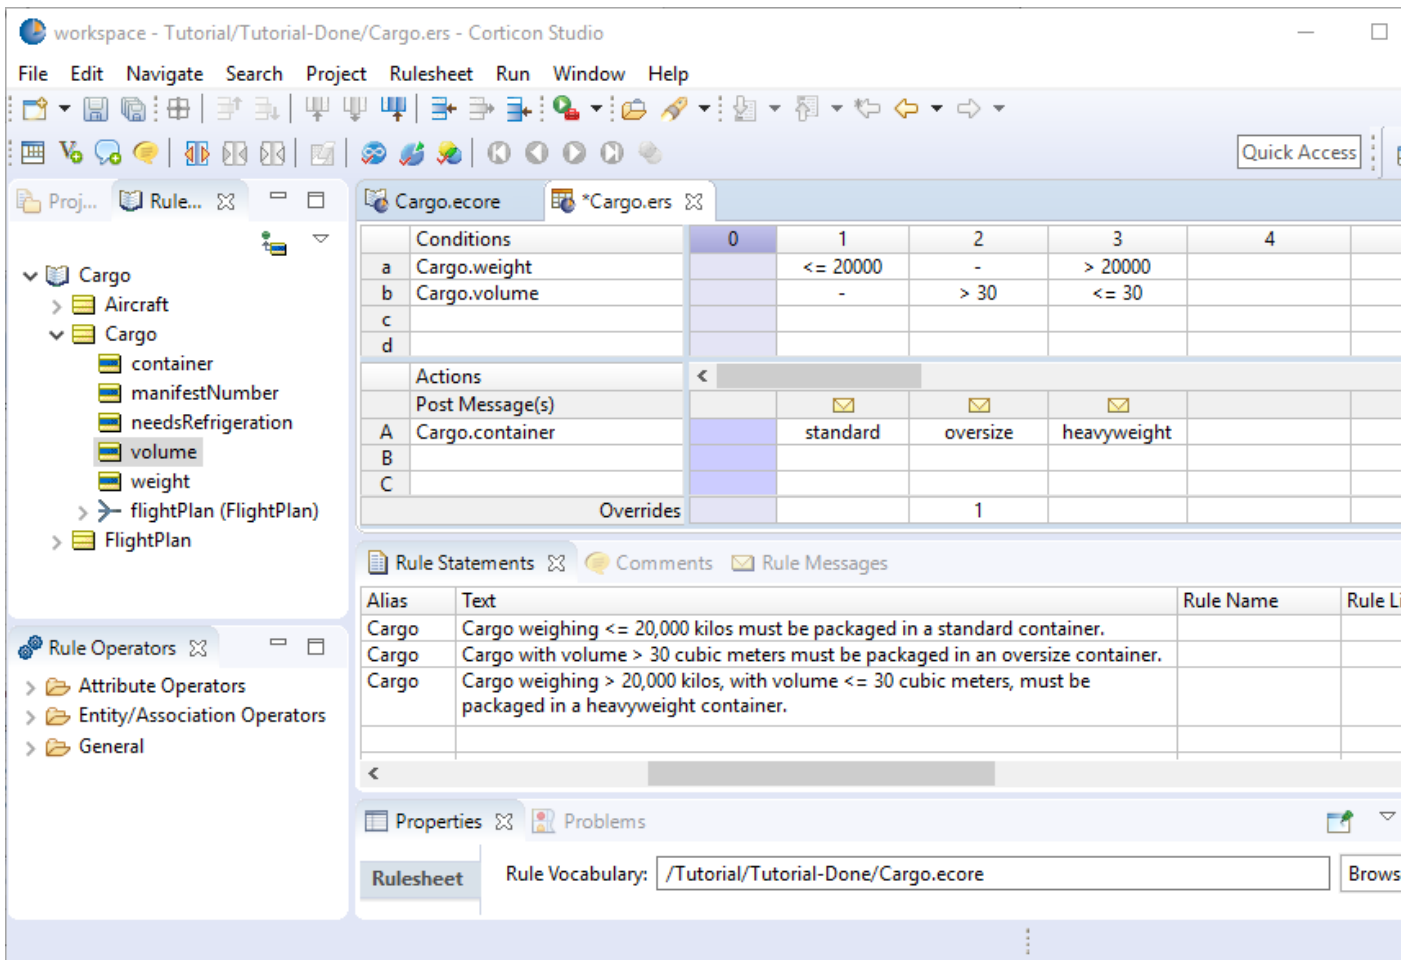 workspace - Tutorial/Tutorial-Done/Cargo.ers - Corticon Studio
File Edit Navigate Search Project Rulesheet Run Window Help
Quick Access
Proj... Rule...
Cargo
Aircraft
Cargo
container
manifestNumber
needsRefrigeration
volume
weight
flightPlan (FlightPlan)
FlightPlan
Rule Operators
Attribute Operators
Entity/Association Operators
General
Cargo.ecore *Cargo.ers
Conditions 0 1 2 3 4
a Cargo.weight <= 20000 - > 20000
b Cargo.volume - > 30 <= 30
c
d
Actions
Post Message(s)
A Cargo.container standard oversize heavyweight
B
C
Overrides 1
Rule Statements Comments Rule Messages
Alias Text Rule Name Rule Li
Cargo Cargo weighing <= 20,000 kilos must be packaged in a standard container.
Cargo Cargo with volume > 30 cubic meters must be packaged in an oversize container.
Cargo Cargo weighing > 20,000 kilos, with volume <= 30 cubic meters, must be
packaged in a heavyweight container.
Properties Problems
Rulesheet Rule Vocabulary: /Tutorial/Tutorial-Done/Cargo.ecore Brows